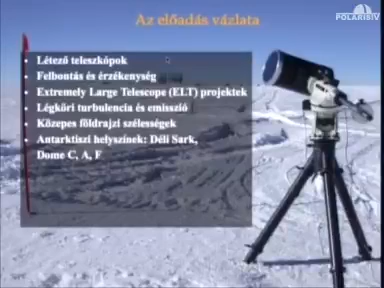 Az előadás vázlata
POLARISTV
• Létező teleszkópok
• Felbontás és érzékenység
• Extremely Large Telescope (ELT) projektek
• Légköri turbulencia és emisszió
• Közepes földrajzi szélességek
• Antarktiszi helyszínek: Déli Sark,
Dome C, A, F